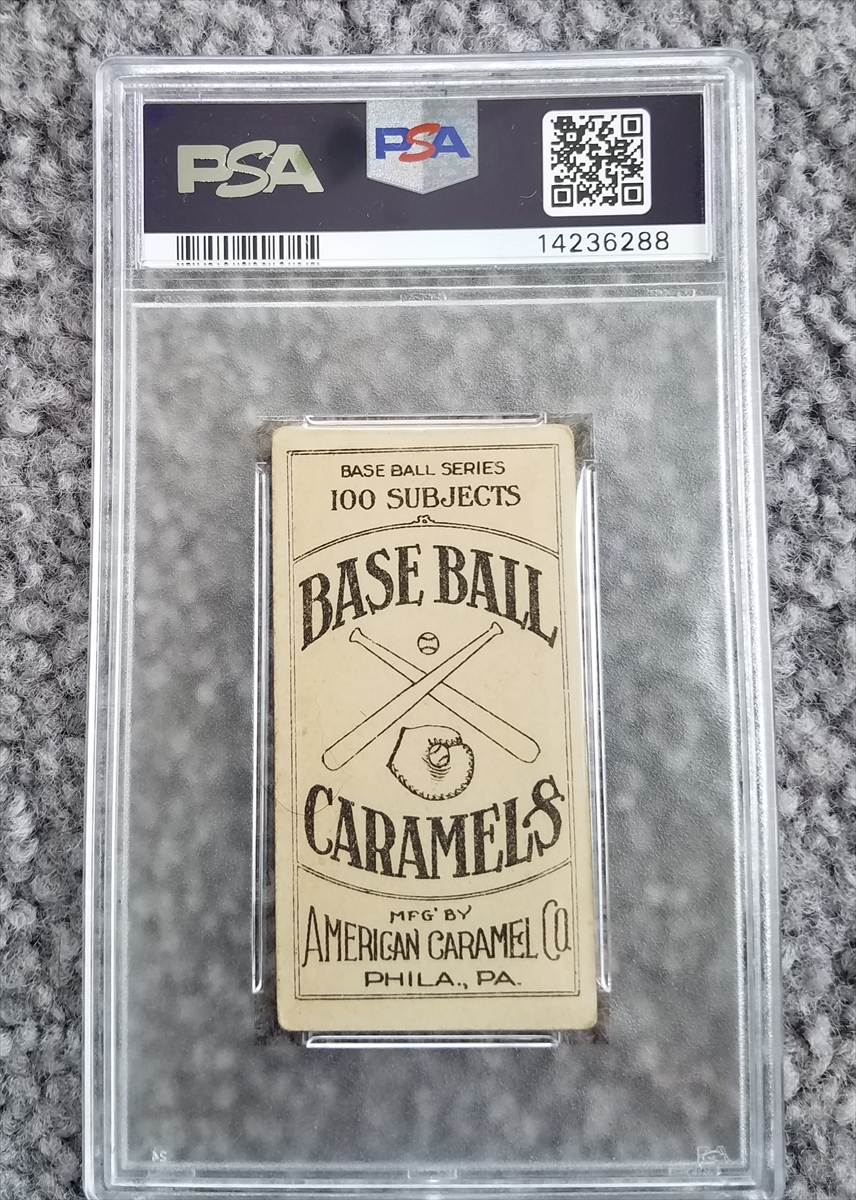 PSA
PSA
14236288
BASE BALL SERIES
100 SUBJECTS
BASE BALL
CARAMELS
MFG' BY
AMERICAN CARAMEL CO
PHILA., PA.